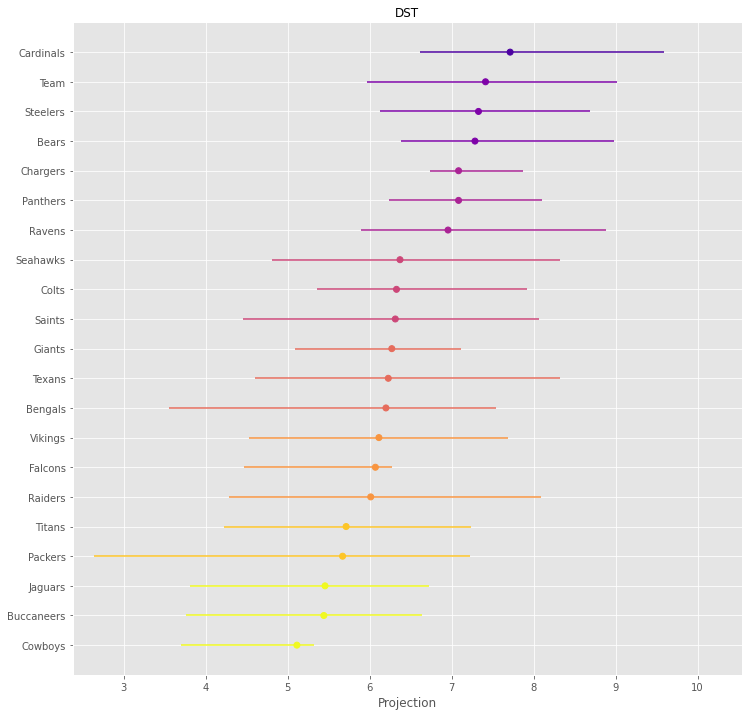 DST
Cardinals
Team
Steelers
Bears
Chargers
Panthers
Ravens
Seahawks
Colts
Saints
Giants
Texans
Bengals
Vikings
Falcons
Raiders
Titans
Packers
Jaguars
Buccaneers
Cowboys
3 4 5 6 7 8 9 10
Projection